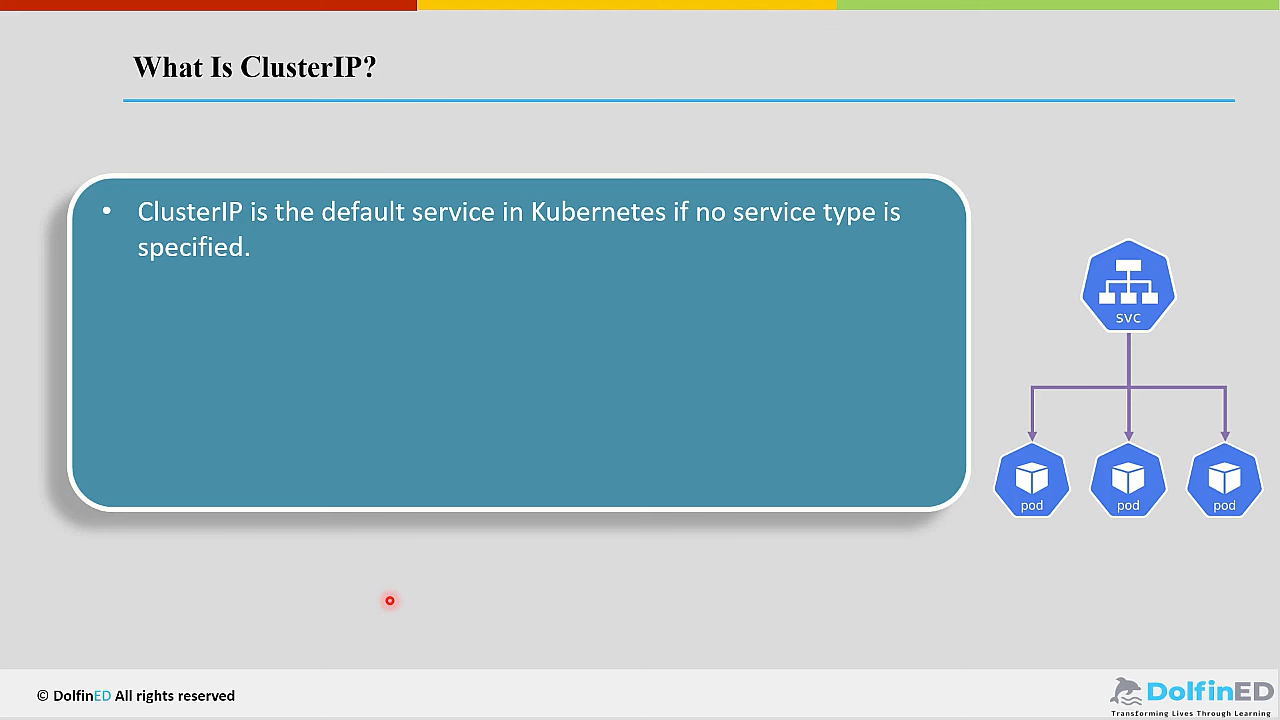 What Is ClusterIP?
• ClusterIP is the default service in Kubernetes if no service type is
specified.
SVC
pod pod pod
© DolfinED All rights reserved
DolfinED
Transforming Lives Through Learning